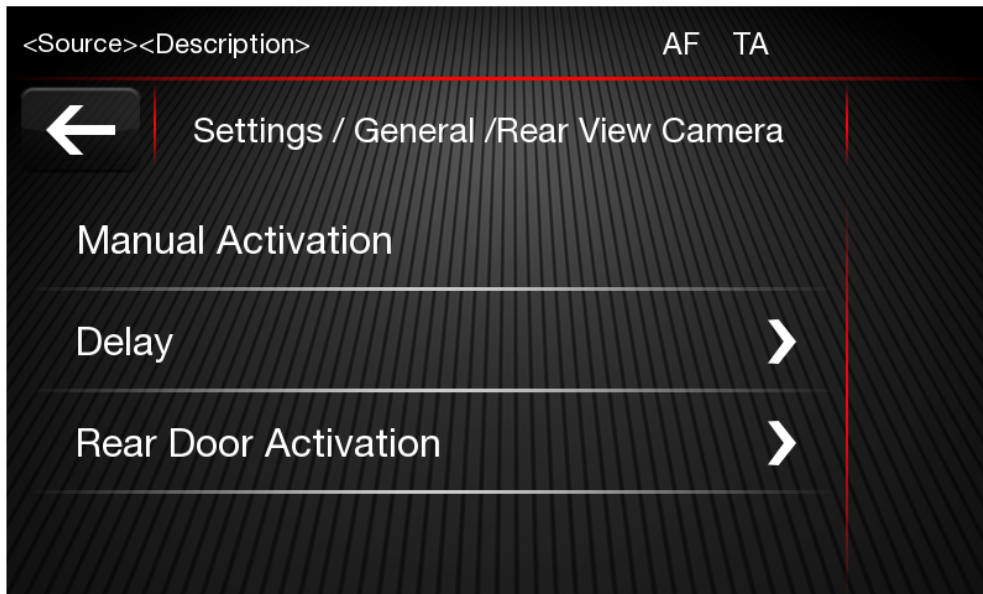 <Source><Description> AF TA
Settings / General /Rear View Camera
Manual Activation
Delay
Rear Door Activation